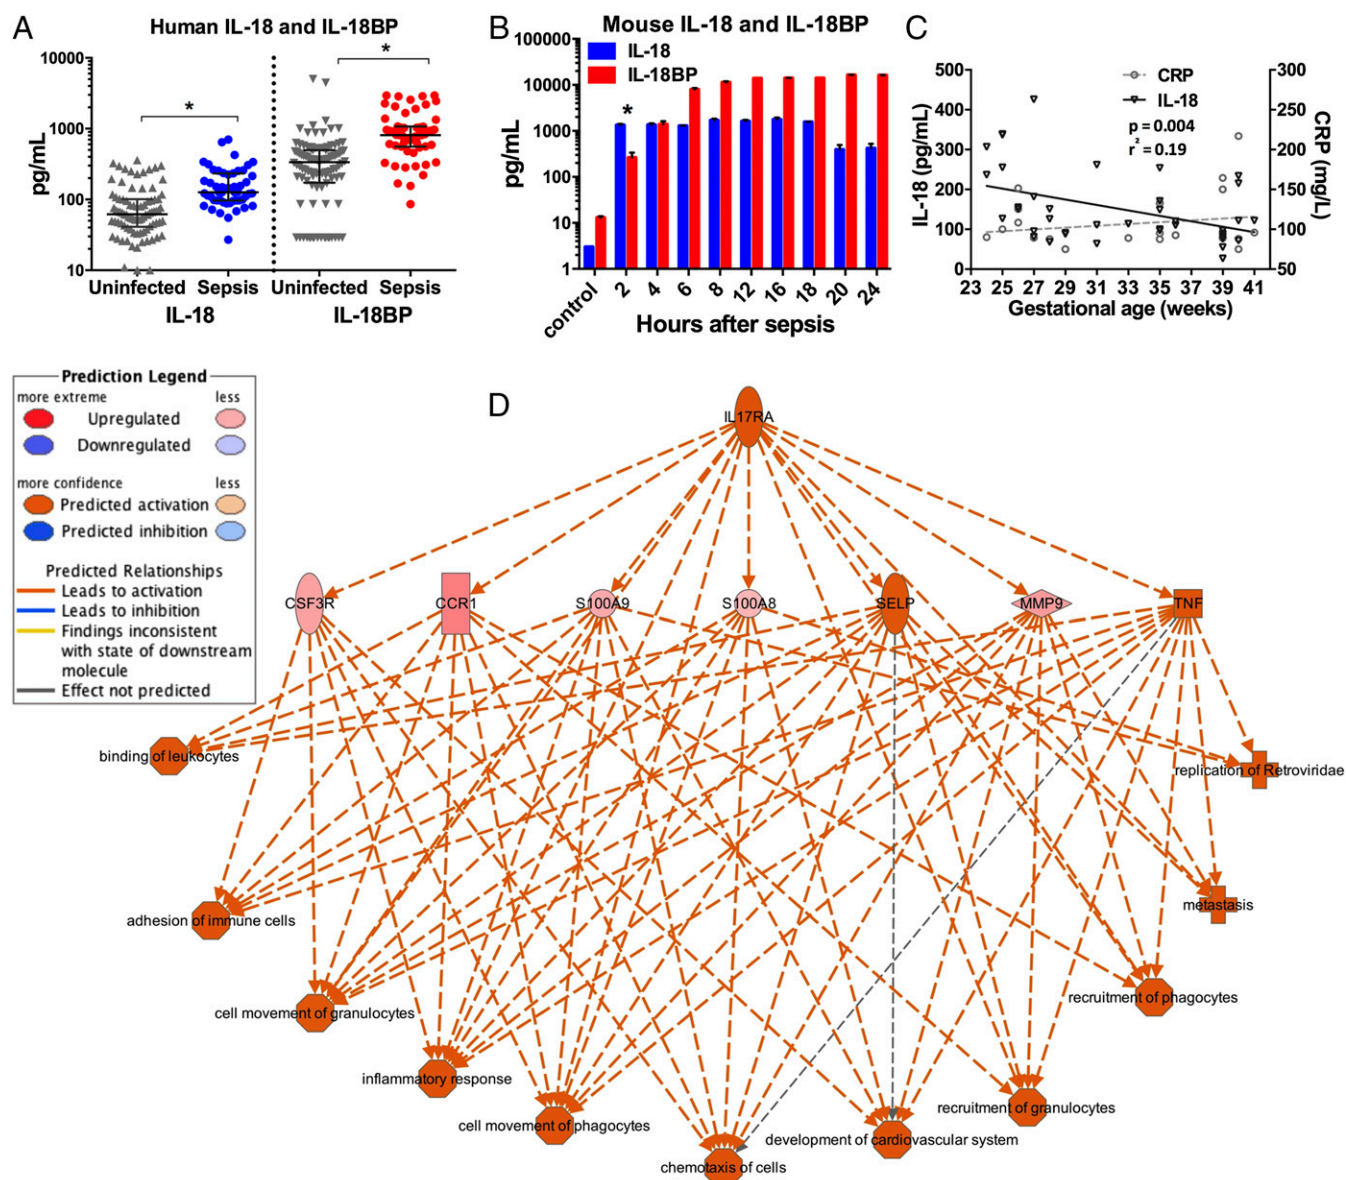 A
Human IL-18 and IL-18BP
pg/mL
100000
10000
1000
100
10
*
*
Uninfected Sepsis Uninfected Sepsis
IL-18 IL-18BP
B
Mouse IL-18 and IL-18BP
pg/mL
100000
10000
1000
100
10
1
IL-18
IL-18BP
*
control 2 4 6 8 12 16 18 20 24
Hours after sepsis
C
IL-18 (pg/mL)
500
400
300
200
100
0
CRP
IL-18
p = 0.004
r² = 0.19
300
250
200
150
100
50
CRP (mg/L)
23 25 27 29 31 33 35 37 39 41
Gestational age (weeks)
Prediction Legend
more extreme less
Upregulated
Downregulated
more confidence less
Predicted activation
Predicted inhibition
Predicted Relationships
Leads to activation
Leads to inhibition
Findings inconsistent
with state of downstream
molecule
Effect not predicted
D
IL17RA
CSF3R CCR1 S100A9 S100A8 SELP MMP9 TNF
binding of leukocytes
replication of Retroviridae
adhesion of immune cells
metastasis
cell movement of granulocytes
recruitment of phagocytes
inflammatory response
cell movement of phagocytes
recruitment of granulocytes
development of cardiovascular system
chemotaxis of cells